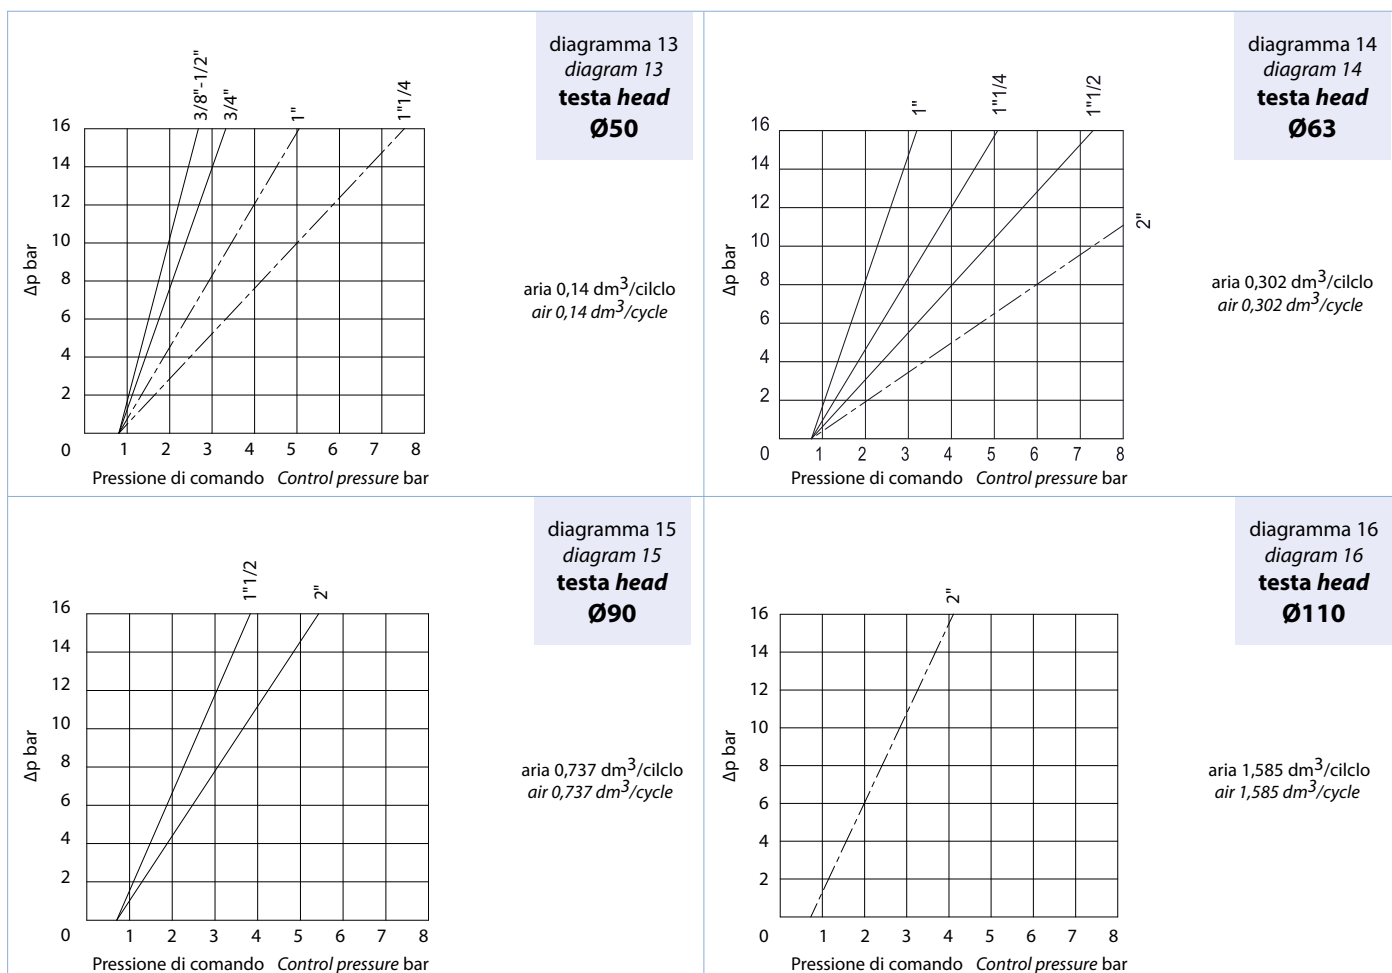 diagramma 13
diagram 13
testa head
Ø50
3/8"-1/2"
3/4"
1"
1"1/4
16
14
12
10
8
6
4
2
0
Δp bar
1 2 3 4 5 6 7 8
Pressione di comando Control pressure bar
aria 0,14 dm³/cilclo
air 0,14 dm³/cycle
diagramma 14
diagram 14
testa head
Ø63
1"
1"1/4
1"1/2
2"
16
14
12
10
8
6
4
2
0
Δp bar
1 2 3 4 5 6 7 8
Pressione di comando Control pressure bar
aria 0,302 dm³/cilclo
air 0,302 dm³/cycle
diagramma 15
diagram 15
testa head
Ø90
1"1/2
2"
16
14
12
10
8
6
4
2
0
Δp bar
1 2 3 4 5 6 7 8
Pressione di comando Control pressure bar
aria 0,737 dm³/cilclo
air 0,737 dm³/cycle
diagramma 16
diagram 16
testa head
Ø110
2"
16
14
12
10
8
6
4
2
0
Δp bar
1 2 3 4 5 6 7 8
Pressione di comando Control pressure bar
aria 1,585 dm³/cilclo
air 1,585 dm³/cycle